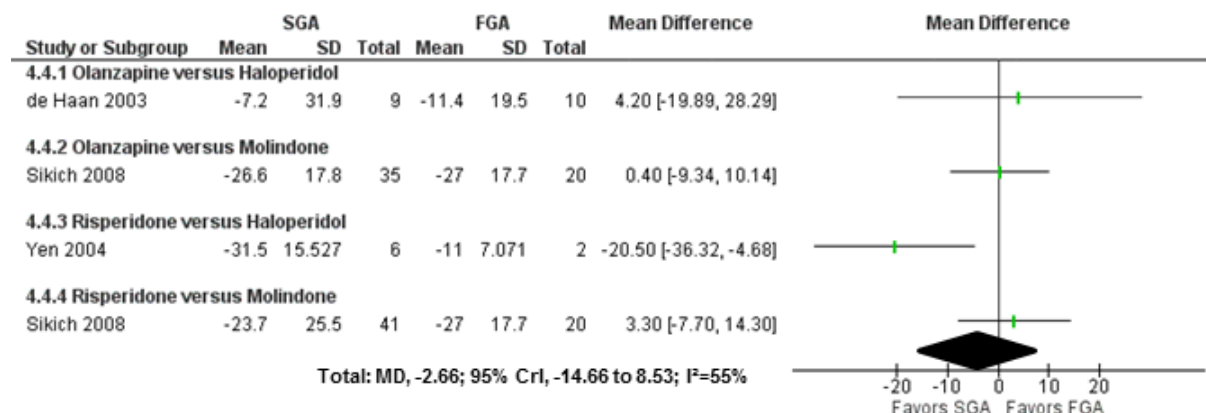 SGA FGA Mean Difference Mean Difference
Study or Subgroup Mean SD Total Mean SD Total
4.4.1 Olanzapine versus Haloperidol
de Haan 2003 -7.2 31.9 9 -11.4 19.5 10 4.20 [-19.89, 28.29]
4.4.2 Olanzapine versus Molindone
Sikich 2008 -26.6 17.8 35 -27 17.7 20 0.40 [-9.34, 10.14]
4.4.3 Risperidone versus Haloperidol
Yen 2004 -31.5 15.527 6 -11 7.071 2 -20.50 [-36.32, -4.68]
4.4.4 Risperidone versus Molindone
Sikich 2008 -23.7 25.5 41 -27 17.7 20 3.30 [-7.70, 14.30]
Total: MD, -2.66; 95% CrI, -14.66 to 8.53; I²=55%
-20 -10 0 10 20
Favors SGA Favors FGA